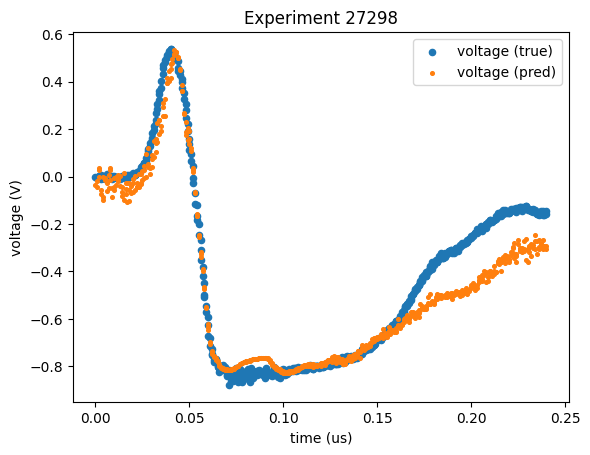 Experiment 27298
voltage (true)
voltage (pred)
voltage (V)
0.6
0.4
0.2
0.0
−0.2
−0.4
−0.6
−0.8
0.00
0.05
0.10
0.15
0.20
0.25
time (us)